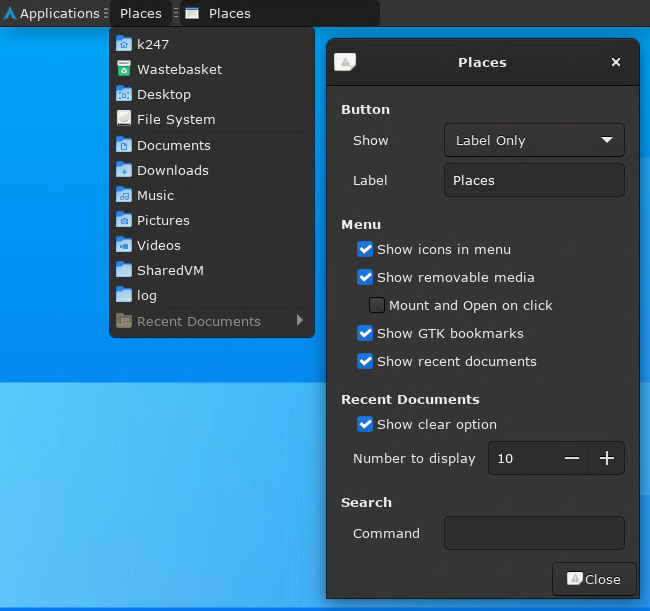 Applications
Places
Places
k247
Wastebasket
Desktop
File System
Documents
Downloads
Music
Pictures
Videos
SharedVM
log
Recent Documents
Places
Button
Show
Label Only
Label
Places
Menu
Show icons in menu
Show removable media
Mount and Open on click
Show GTK bookmarks
Show recent documents
Recent Documents
Show clear option
Number to display
10
Search
Command
Close